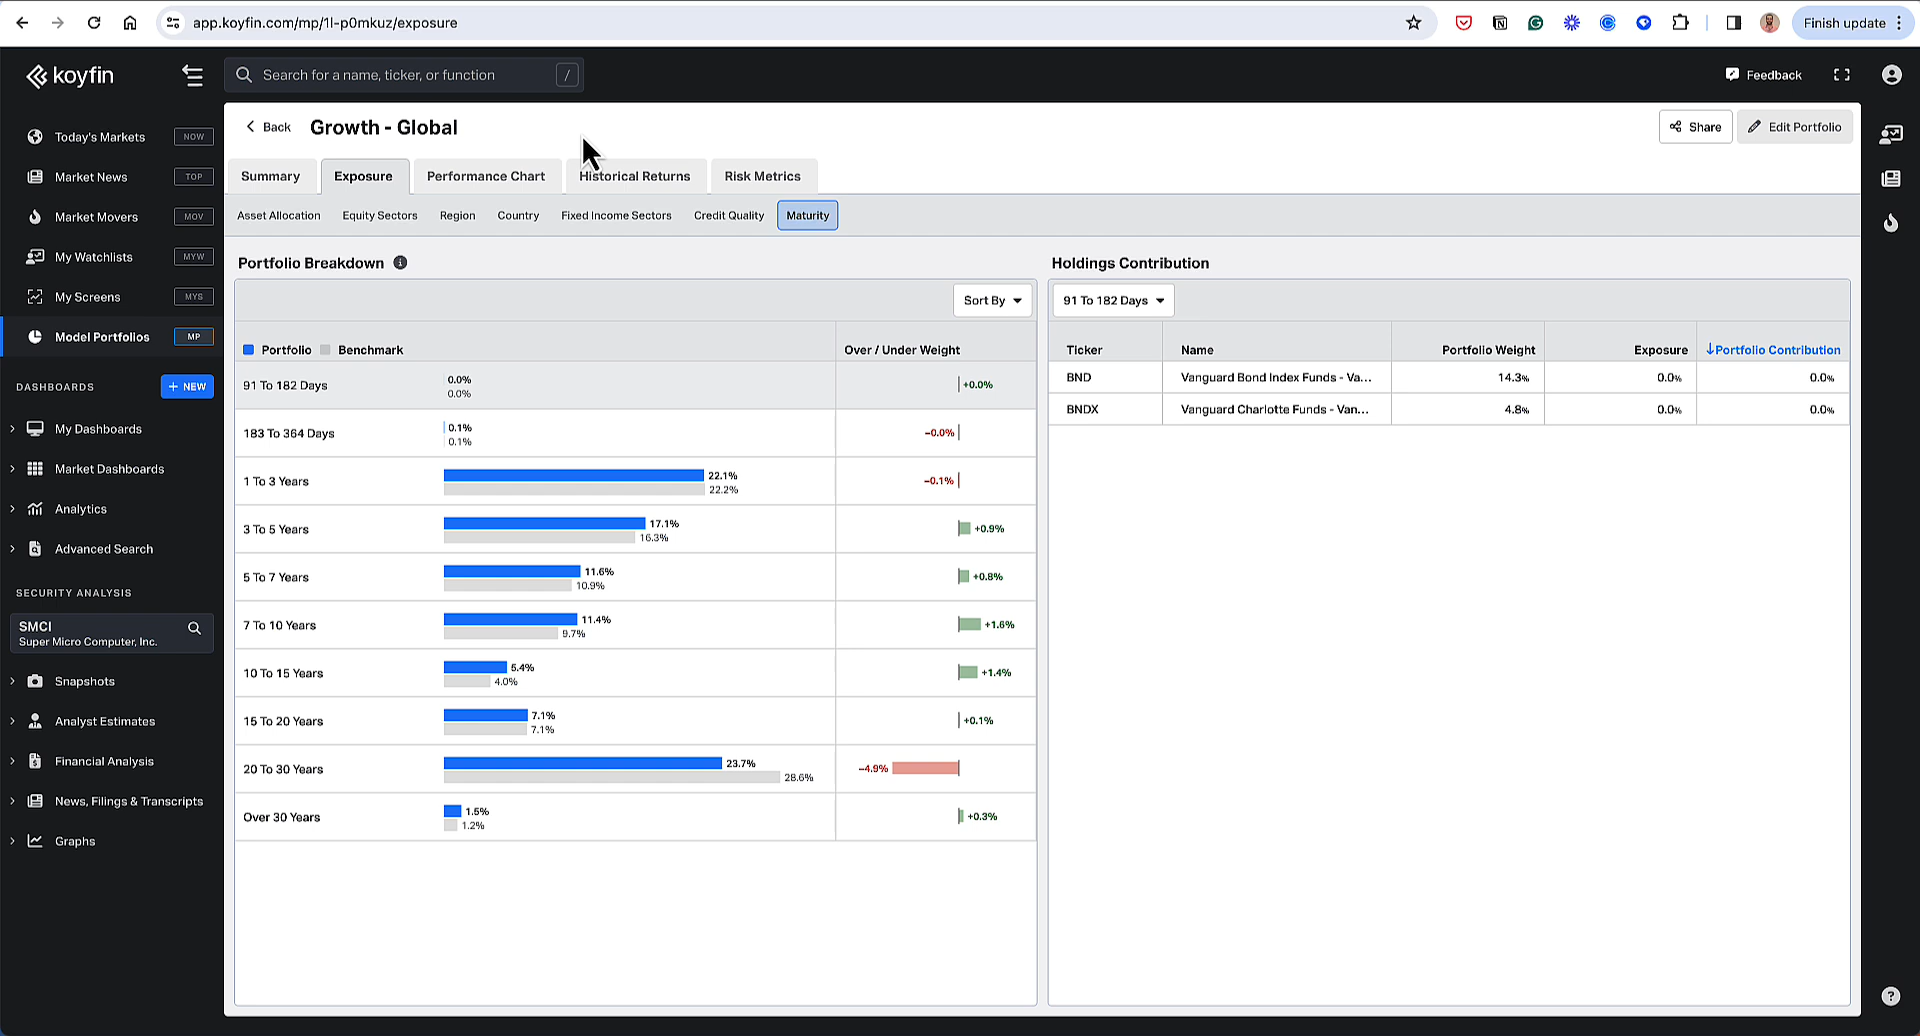 app.koyfin.com/mp/1l-p0mkuz/exposure
Finish update
koyfin
Search for a name, ticker, or function
/
Feedback
Today's Markets NOW
Market News TOP
Market Movers MOV
My Watchlists MYW
My Screens MYS
Model Portfolios MP
DASHBOARDS + NEW
My Dashboards
Market Dashboards
Analytics
Advanced Search
SECURITY ANALYSIS
SMCI
Super Micro Computer, Inc.
Snapshots
Analyst Estimates
Financial Analysis
News, Filings & Transcripts
Graphs
Back Growth - Global
Share Edit Portfolio
Summary Exposure Performance Chart Historical Returns Risk Metrics
Asset Allocation Equity Sectors Region Country Fixed Income Sectors Credit Quality Maturity
Portfolio Breakdown
Sort By
Portfolio Benchmark Over / Under Weight
91 To 182 Days 0.0% 0.0% +0.0%
183 To 364 Days 0.1% 0.1% -0.0%
1 To 3 Years 22.1% 22.2% -0.1%
3 To 5 Years 17.1% 16.3% +0.9%
5 To 7 Years 11.6% 10.9% +0.8%
7 To 10 Years 11.4% 9.7% +1.6%
10 To 15 Years 5.4% 4.0% +1.4%
15 To 20 Years 7.1% 7.1% +0.1%
20 To 30 Years 23.7% 28.6% -4.9%
Over 30 Years 1.5% 1.2% +0.3%
Holdings Contribution
91 To 182 Days
Ticker Name Portfolio Weight Exposure ↓Portfolio Contribution
BND Vanguard Bond Index Funds - Va... 14.3% 0.0% 0.0%
BNDX Vanguard Charlotte Funds - Van... 4.8% 0.0% 0.0%
?